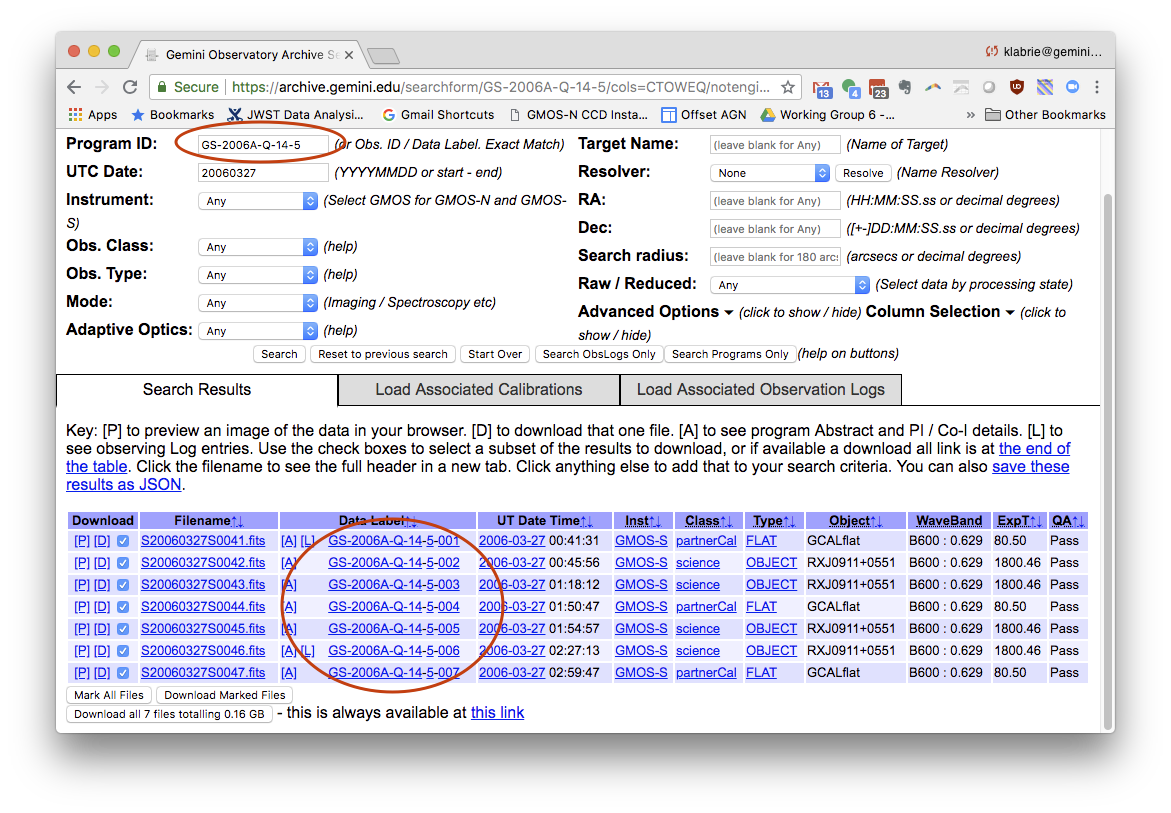 Gemini Observatory Archive Se
klabrie@gemini...
Secure
https://archive.gemini.edu/searchform/GS-2006A-Q-14-5/cols=CTOWEQ/notengi...
13
4
23
Apps
Bookmarks
JWST Data Analysi...
Gmail Shortcuts
GMOS-N CCD Insta...
Offset AGN
Working Group 6 -...
»
Other Bookmarks
Program ID: GS-2006A-Q-14-5 (or Obs. ID / Data Label. Exact Match)
UTC Date: 20060327 (YYYYMMDD or start - end)
Instrument: Any (Select GMOS for GMOS-N and GMOS-
S)
Obs. Class: Any (help)
Obs. Type: Any (help)
Mode: Any (Imaging / Spectroscopy etc)
Adaptive Optics: Any (help)
Target Name: (leave blank for Any) (Name of Target)
Resolver: None Resolve (Name Resolver)
RA: (leave blank for Any) (HH:MM:SS.ss or decimal degrees)
Dec: (leave blank for Any) ([+-]DD:MM:SS.ss or decimal degrees)
Search radius: (leave blank for 180 arcs (arcsecs or decimal degrees)
Raw / Reduced: Any (Select data by processing state)
Advanced Options (click to show / hide) Column Selection (click to
show / hide)
Search Reset to previous search Start Over Search ObsLogs Only Search Programs Only (help on buttons)
Search Results
Load Associated Calibrations
Load Associated Observation Logs
Key: [P] to preview an image of the data in your browser. [D] to download that one file. [A] to see program Abstract and PI / Co-I details. [L] to
see observing Log entries. Use the check boxes to select a subset of the results to download, or if available a download all link is at the end of
the table. Click the filename to see the full header in a new tab. Click anything else to add that to your search criteria. You can also save these
results as JSON.
Download Filename↑↓ Data Label↑↓ UT Date Time↑↓ Inst↑↓ Class↑↓ Type↑↓ Object↑↓ WaveBand ExpT↑↓ QA↑↓
[P] [D] S20060327S0041.fits [A] [L] GS-2006A-Q-14-5-001 2006-03-27 00:41:31 GMOS-S partnerCal FLAT GCALflat B600 : 0.629 80.50 Pass
[P] [D] S20060327S0042.fits [A] GS-2006A-Q-14-5-002 2006-03-27 00:45:56 GMOS-S science OBJECT RXJ0911+0551 B600 : 0.629 1800.46 Pass
[P] [D] S20060327S0043.fits [A] GS-2006A-Q-14-5-003 2006-03-27 01:18:12 GMOS-S science OBJECT RXJ0911+0551 B600 : 0.629 1800.46 Pass
[P] [D] S20060327S0044.fits [A] GS-2006A-Q-14-5-004 2006-03-27 01:50:47 GMOS-S partnerCal FLAT GCALflat B600 : 0.629 80.50 Pass
[P] [D] S20060327S0045.fits [A] GS-2006A-Q-14-5-005 2006-03-27 01:54:57 GMOS-S science OBJECT RXJ0911+0551 B600 : 0.629 1800.46 Pass
[P] [D] S20060327S0046.fits [A] [L] GS-2006A-Q-14-5-006 2006-03-27 02:27:13 GMOS-S science OBJECT RXJ0911+0551 B600 : 0.629 1800.46 Pass
[P] [D] S20060327S0047.fits [A] GS-2006A-Q-14-5-007 2006-03-27 02:59:47 GMOS-S partnerCal FLAT GCALflat B600 : 0.629 80.50 Pass
Mark All Files Download Marked Files
Download all 7 files totalling 0.16 GB - this is always available at this link